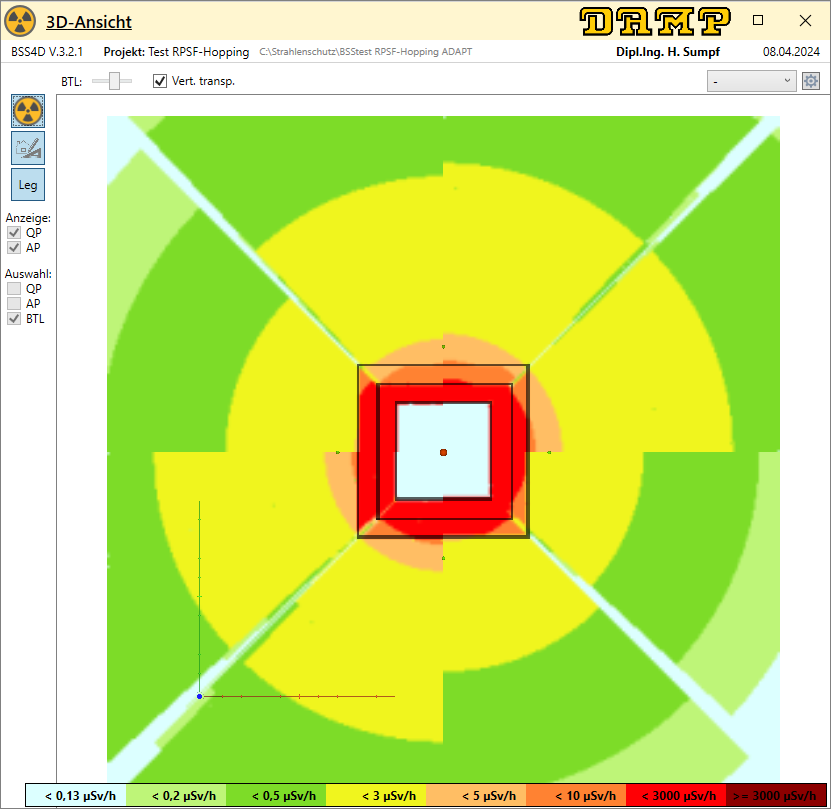 3D-Ansicht
DAMP
BSS4D V.3.2.1 Projekt: Test RPSF-Hopping C:\Strahlenschutz\BSStest RPSF-Hopping ADAPT Dipl.Ing. H. Sumpf 08.04.2024
BTL: Vert. transp. -
Leg
Anzeige:
QP
AP
Auswahl:
QP
AP
BTL
< 0,13 µSv/h < 0,2 µSv/h < 0,5 µSv/h < 3 µSv/h < 5 µSv/h < 10 µSv/h < 3000 µSv/h >= 3000 µSv/h